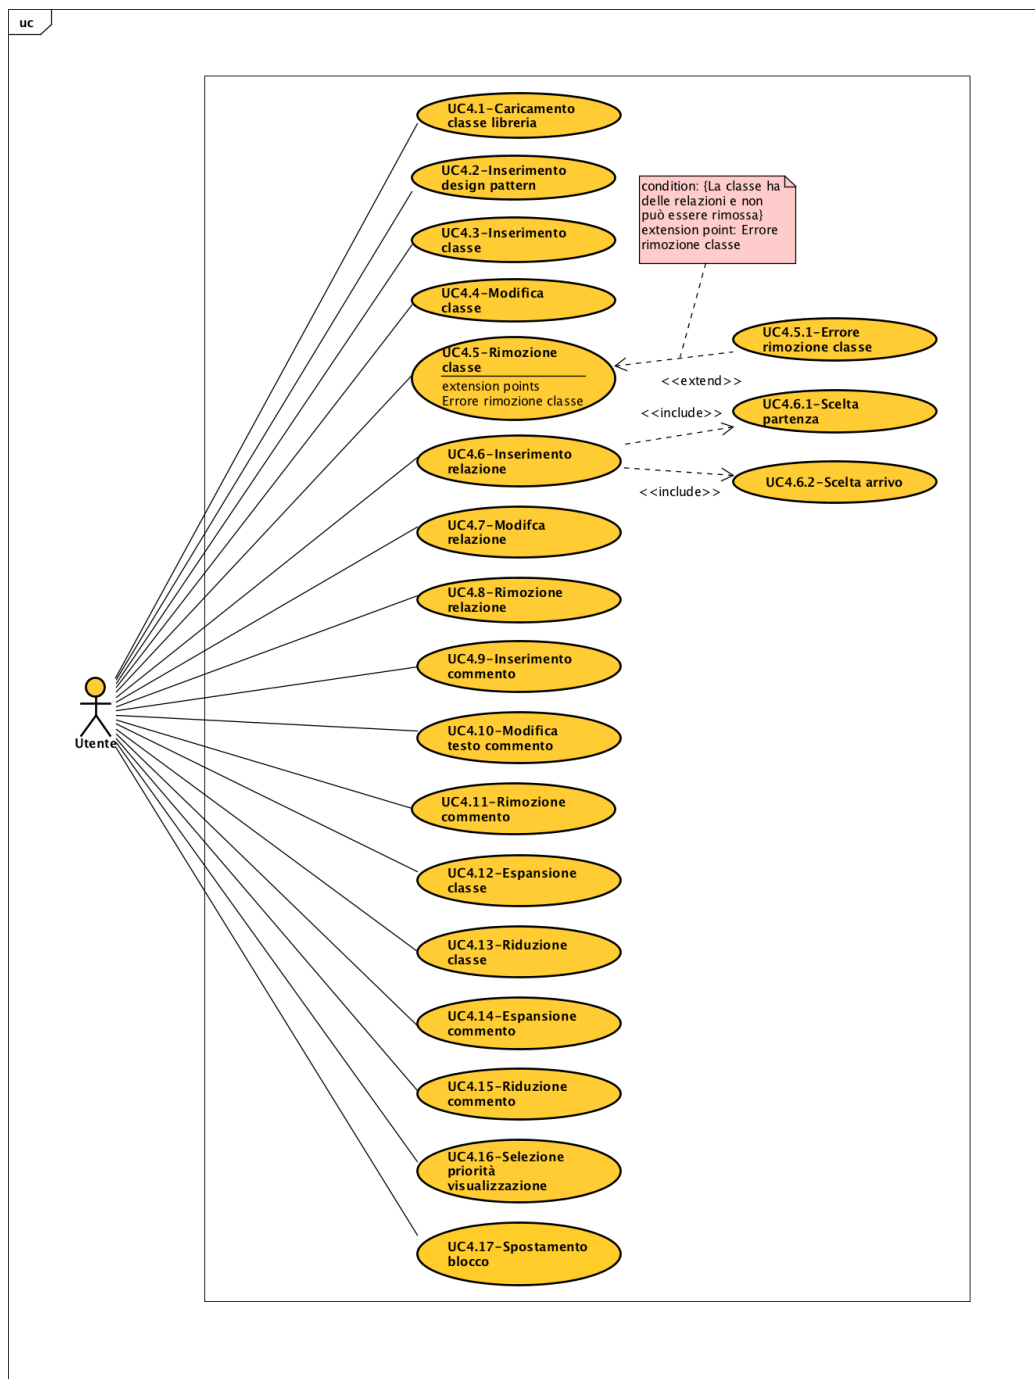 uc
UC4.1-Caricamento
classe libreria
UC4.2-Inserimento
design pattern
condition: {La classe ha
delle relazioni e non
può essere rimossa}
extension point: Errore
rimozione classe
UC4.3-Inserimento
classe
UC4.4-Modifica
classe
UC4.5-Rimozione
classe
extension points
Errore rimozione classe
UC4.5.1-Errore
rimozione classe
<<extend>>
<<include>>
UC4.6.1-Scelta
partenza
UC4.6-Inserimento
relazione
UC4.6.2-Scelta arrivo
<<include>>
UC4.7-Modifca
relazione
UC4.8-Rimozione
relazione
UC4.9-Inserimento
commento
Utente
UC4.10-Modifica
testo commento
UC4.11-Rimozione
commento
UC4.12-Espansione
classe
UC4.13-Riduzione
classe
UC4.14-Espansione
commento
UC4.15-Riduzione
commento
UC4.16-Selezione
priorità
visualizzazione
UC4.17-Spostamento
blocco